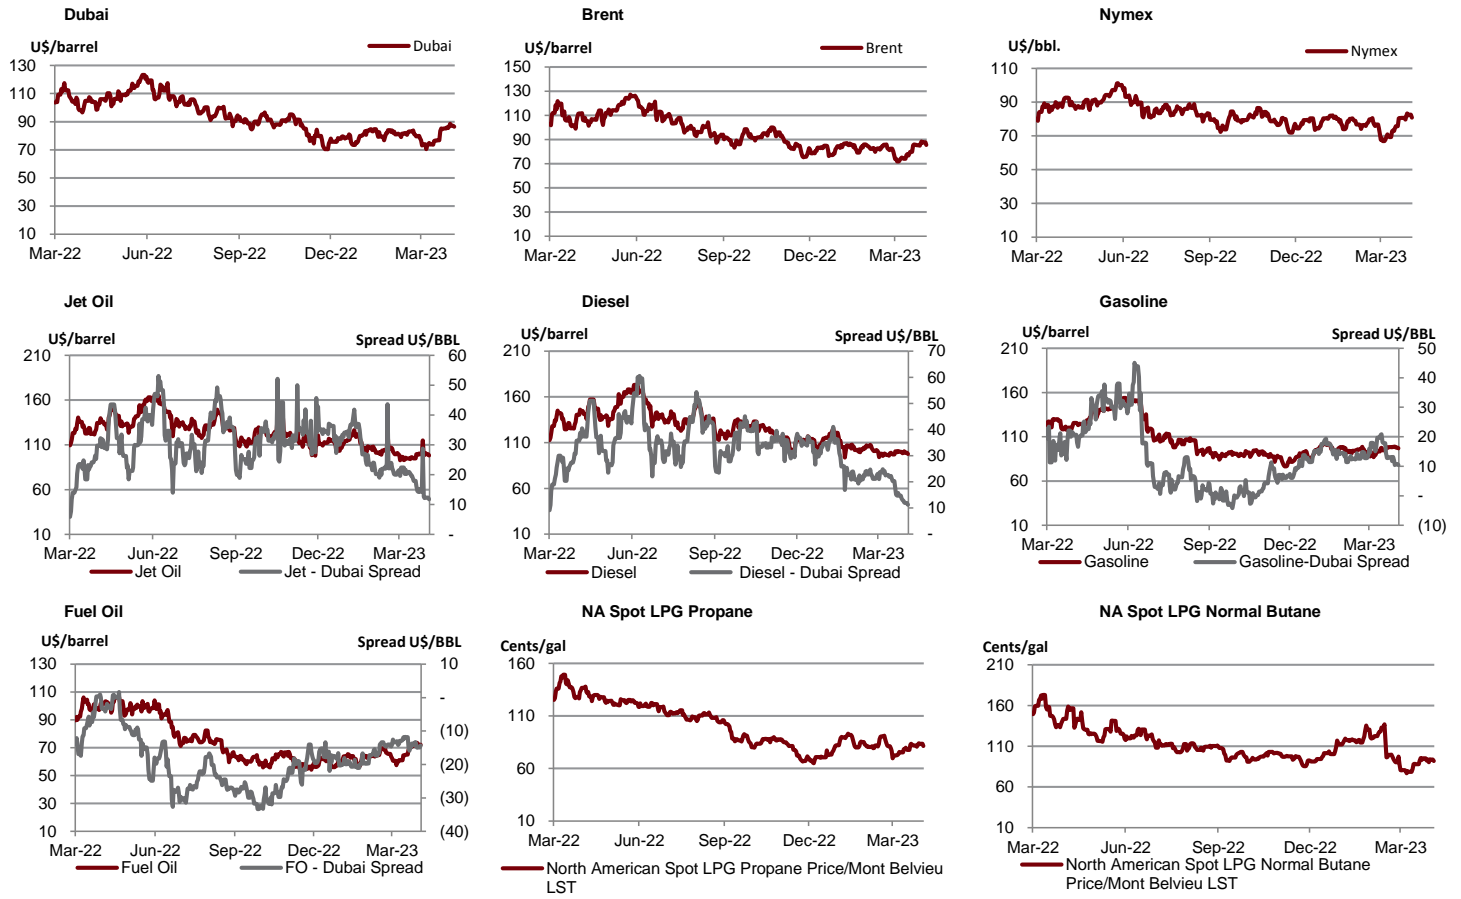 Dubai
U$/barrel
Dubai
130
110
90
70
50
30
10
Mar-22 Jun-22 Sep-22 Dec-22 Mar-23
Brent
U$/barrel
Brent
150
130
110
90
70
50
30
10
Mar-22 Jun-22 Sep-22 Dec-22 Mar-23
Nymex
U$/bbl.
Nymex
110
90
70
50
30
10
Mar-22 Jun-22 Sep-22 Dec-22 Mar-23
Jet Oil
U$/barrel Spread U$/BBL
210
160
110
60
10
60
50
40
30
20
10
-
Mar-22 Jun-22 Sep-22 Dec-22 Mar-23
Jet Oil Jet - Dubai Spread
Diesel
U$/barrel Spread U$/BBL
210
160
110
60
10
70
60
50
40
30
20
10
-
Mar-22 Jun-22 Sep-22 Dec-22 Mar-23
Diesel Diesel - Dubai Spread
Gasoline
U$/barrel Spread U$/BBL
210
160
110
60
10
50
40
30
20
10
-
(10)
Mar-22 Jun-22 Sep-22 Dec-22 Mar-23
Gasoline Gasoline-Dubai Spread
Fuel Oil
U$/barrel Spread U$/BBL
130
110
90
70
50
30
10
10
-
(10)
(20)
(30)
(40)
Mar-22 Jun-22 Sep-22 Dec-22 Mar-23
Fuel Oil FO - Dubai Spread
NA Spot LPG Propane
Cents/gal
160
110
60
10
Mar-22 Jun-22 Sep-22 Dec-22 Mar-23
North American Spot LPG Propane Price/Mont Belvieu
LST
NA Spot LPG Normal Butane
Cents/gal
210
160
110
60
10
Mar-22 Jun-22 Sep-22 Dec-22 Mar-23
North American Spot LPG Normal Butane
Price/Mont Belvieu LST